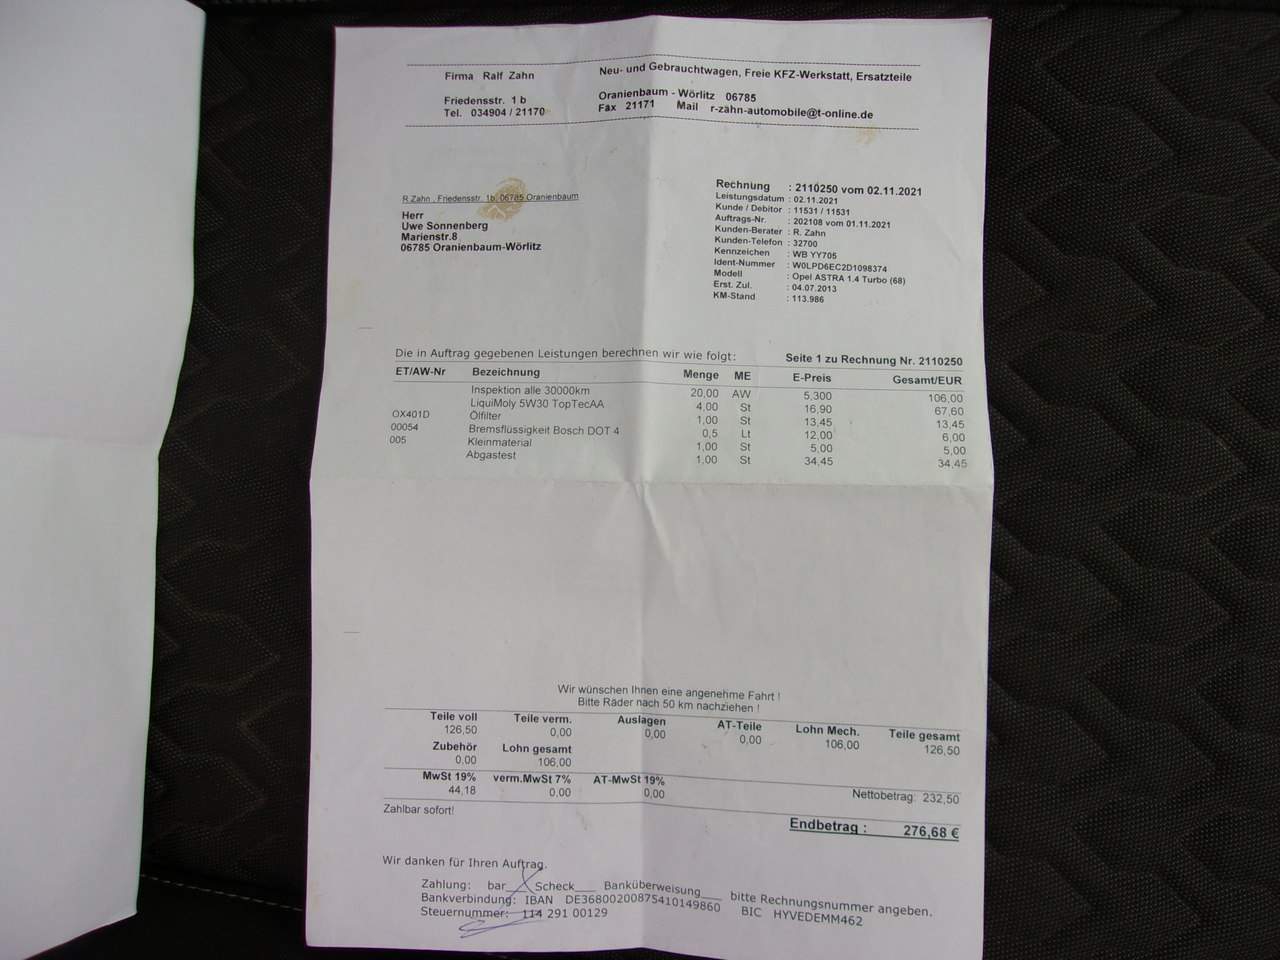 Firma Ralf Zahn Neu- und Gebrauchtwagen, Freie KFZ-Werkstatt, Ersatzteile
Friedensstr. 1 b Oranienbaum - Wörlitz 06785
Tel. 034904 / 21170 Fax 21171 Mail r-zahn-automobile@t-online.de
R.Zahn , Friedensstr. 1b, 06785 Oranienbaum
Herr
Uwe Sonnenberg
Marienstr.8
06785 Oranienbaum-Wörlitz
Rechnung : 2110250 vom 02.11.2021
Leistungsdatum : 02.11.2021
Kunde / Debitor : 11531 / 11531
Auftrags-Nr. : 202108 vom 01.11.2021
Kunden-Berater : R. Zahn
Kunden-Telefon : 32700
Kennzeichen : WB YY705
Ident-Nummer : W0LPD6EC2D1098374
Modell : Opel ASTRA 1.4 Turbo (68)
Erst. Zul. : 04.07.2013
KM-Stand : 113.986
Die in Auftrag gegebenen Leistungen berechnen wir wie folgt: Seite 1 zu Rechnung Nr. 2110250
ET/AW-Nr Bezeichnung Menge ME E-Preis Gesamt/EUR
Inspektion alle 30000km 20,00 AW 5,300 106,00
LiquiMoly 5W30 TopTecAA 4,00 St 16,90 67,60
OX401D Ölfilter 1,00 St 13,45 13,45
00054 Bremsflüssigkeit Bosch DOT 4 0,5 Lt 12,00 6,00
005 Kleinmaterial 1,00 St 5,00 5,00
Abgastest 1,00 St 34,45 34,45
Wir wünschen Ihnen eine angenehme Fahrt !
Bitte Räder nach 50 km nachziehen !
Teile voll Teile verm. Auslagen AT-Teile Lohn Mech. Teile gesamt
126,50 0,00 0,00 0,00 106,00 126,50
Zubehör Lohn gesamt
0,00 106,00
MwSt 19% verm.MwSt 7% AT-MwSt 19%
44,18 0,00 0,00 Nettobetrag: 232,50
Zahlbar sofort!
Endbetrag : 276,68 €
Wir danken für Ihren Auftrag.
Zahlung: bar__ Scheck___ Banküberweisung___ bitte Rechnungsnummer angeben.
Bankverbindung: IBAN DE36800200875410149860 BIC HYVEDEMM462
Steuernummer: 114 291 00129